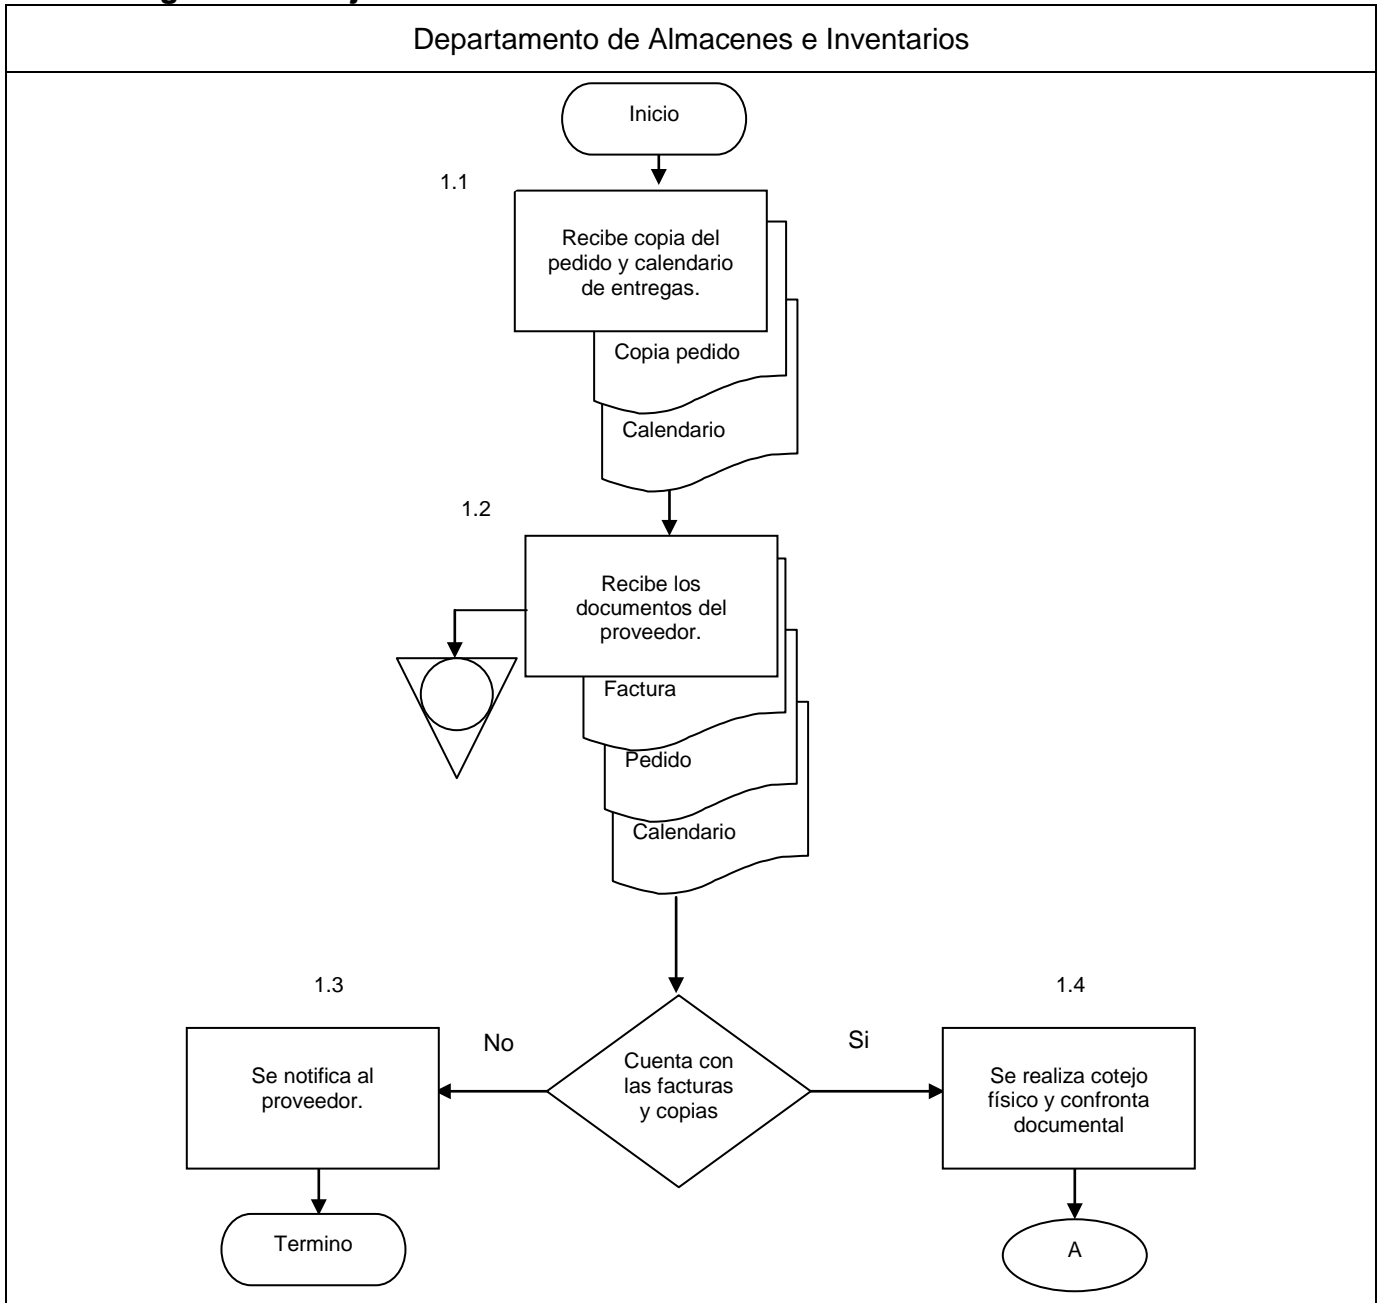 Departamento de Almacenes e Inventarios
Inicio
1.1
Recibe copia del
pedido y calendario
de entregas.
Copia pedido
Calendario
1.2
Recibe los
documentos del
proveedor.
Factura
Pedido
Calendario
1.3
1.4
No
Si
Se notifica al
proveedor.
Cuenta con
las facturas
y copias
Se realiza cotejo
físico y confronta
documental
Termino
A